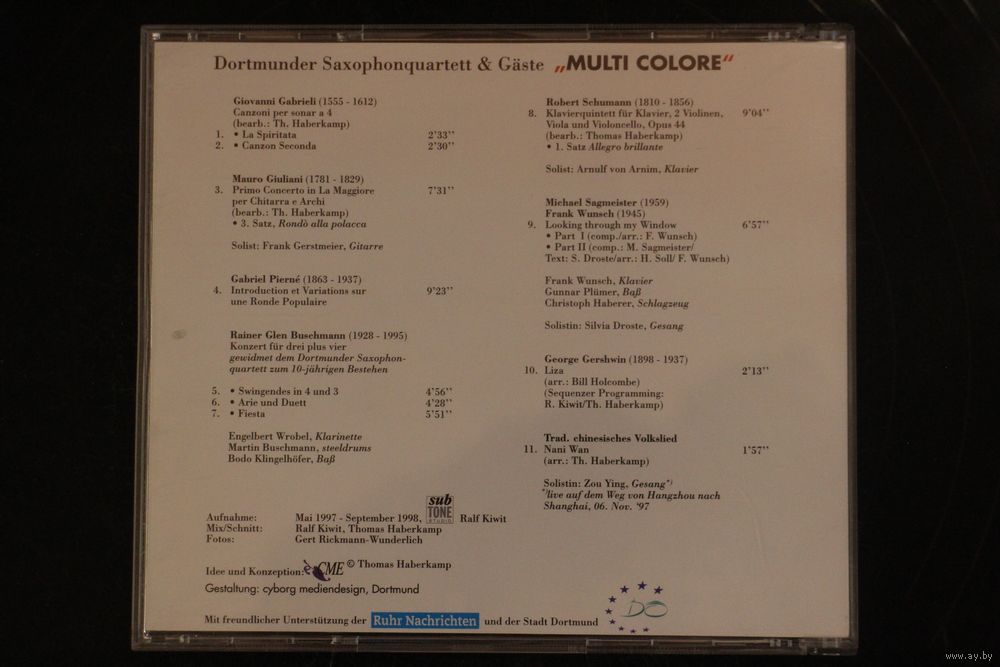 Dortmunder Saxophonquartett & Gäste „MULTI COLORE“
Giovanni Gabrieli (1555 - 1612)
Canzoni per sonar a 4
(bearb.: Th. Haberkamp)
1. • La Spiritata 2'33''
2. • Canzon Seconda 2'30''
Mauro Giuliani (1781 - 1829)
3. Primo Concerto in La Maggiore 7'31''
per Chitarra e Archi
(bearb.: Th. Haberkamp)
• 3. Satz, Rondò alla polacca
Solist: Frank Gerstmeier, Gitarre
Gabriel Pierné (1863 - 1937)
4. Introduction et Variations sur 9'23''
une Ronde Populaire
Rainer Glen Buschmann (1928 - 1995)
Konzert für drei plus vier
gewidmet dem Dortmunder Saxophon-
quartett zum 10-jährigen Bestehen
5. • Swingendes in 4 und 3 4'56''
6. • Arie und Duett 4'28''
7. • Fiesta 5'51''
Engelbert Wrobel, Klarinette
Martin Buschmann, steeldrums
Bodo Klingelhöfer, Baß
Robert Schumann (1810 - 1856)
8. Klavierquintett für Klavier, 2 Violinen, 9'04''
Viola und Violoncello, Opus 44
(bearb.: Thomas Haberkamp)
• 1. Satz Allegro brillante
Solist: Arnulf von Arnim, Klavier
Michael Sagmeister (1959)
Frank Wunsch (1945)
9. Looking through my Window 6'57''
• Part I (comp./arr.: F. Wunsch)
• Part II (comp.: M. Sagmeister/
Text: S. Droste/arr.: H. Soll/ F. Wunsch)
Frank Wunsch, Klavier
Gunnar Plümer, Baß
Christoph Haberer, Schlagzeug
Solistin: Silvia Droste, Gesang
George Gershwin (1898 - 1937)
10. Liza 2'13''
(arr.: Bill Holcombe)
(Sequenzer Programming:
R. Kiwit/Th. Haberkamp)
Trad. chinesisches Volkslied
11. Nani Wan 1'57''
(arr.: Th. Haberkamp)
Solistin: Zou Ying, Gesang*)
*)live auf dem Weg von Hangzhou nach
Shanghai, 06. Nov. '97
Aufnahme: Mai 1997 - September 1998, sub TONE STUDIO Ralf Kiwit
Mix/Schnitt: Ralf Kiwit, Thomas Haberkamp
Fotos: Gert Rickmann-Wunderlich
Idee und Konzeption: CME © Thomas Haberkamp
Gestaltung: cyborg mediendesign, Dortmund
Mit freundlicher Unterstützung der Ruhr Nachrichten und der Stadt Dortmund
DO
www.ay.by